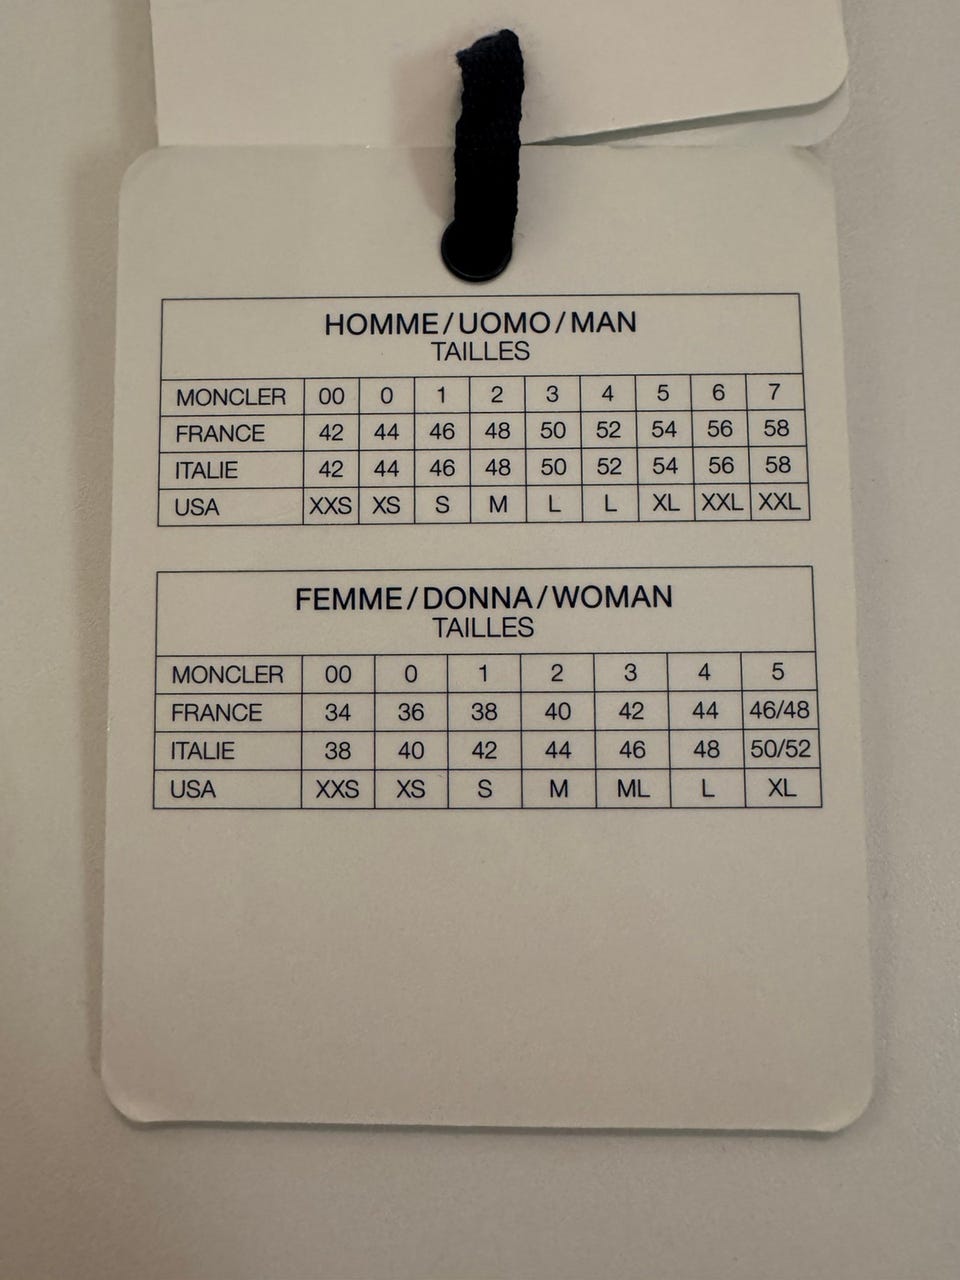 HOMME/UOMO/MAN
TAILLES
MONCLER 00 0 1 2 3 4 5 6 7
FRANCE 42 44 46 48 50 52 54 56 58
ITALIE 42 44 46 48 50 52 54 56 58
USA XXS XS S M L L XL XXL XXL
FEMME/DONNA/WOMAN
TAILLES
MONCLER 00 0 1 2 3 4 5
FRANCE 34 36 38 40 42 44 46/48
ITALIE 38 40 42 44 46 48 50/52
USA XXS XS S M ML L XL